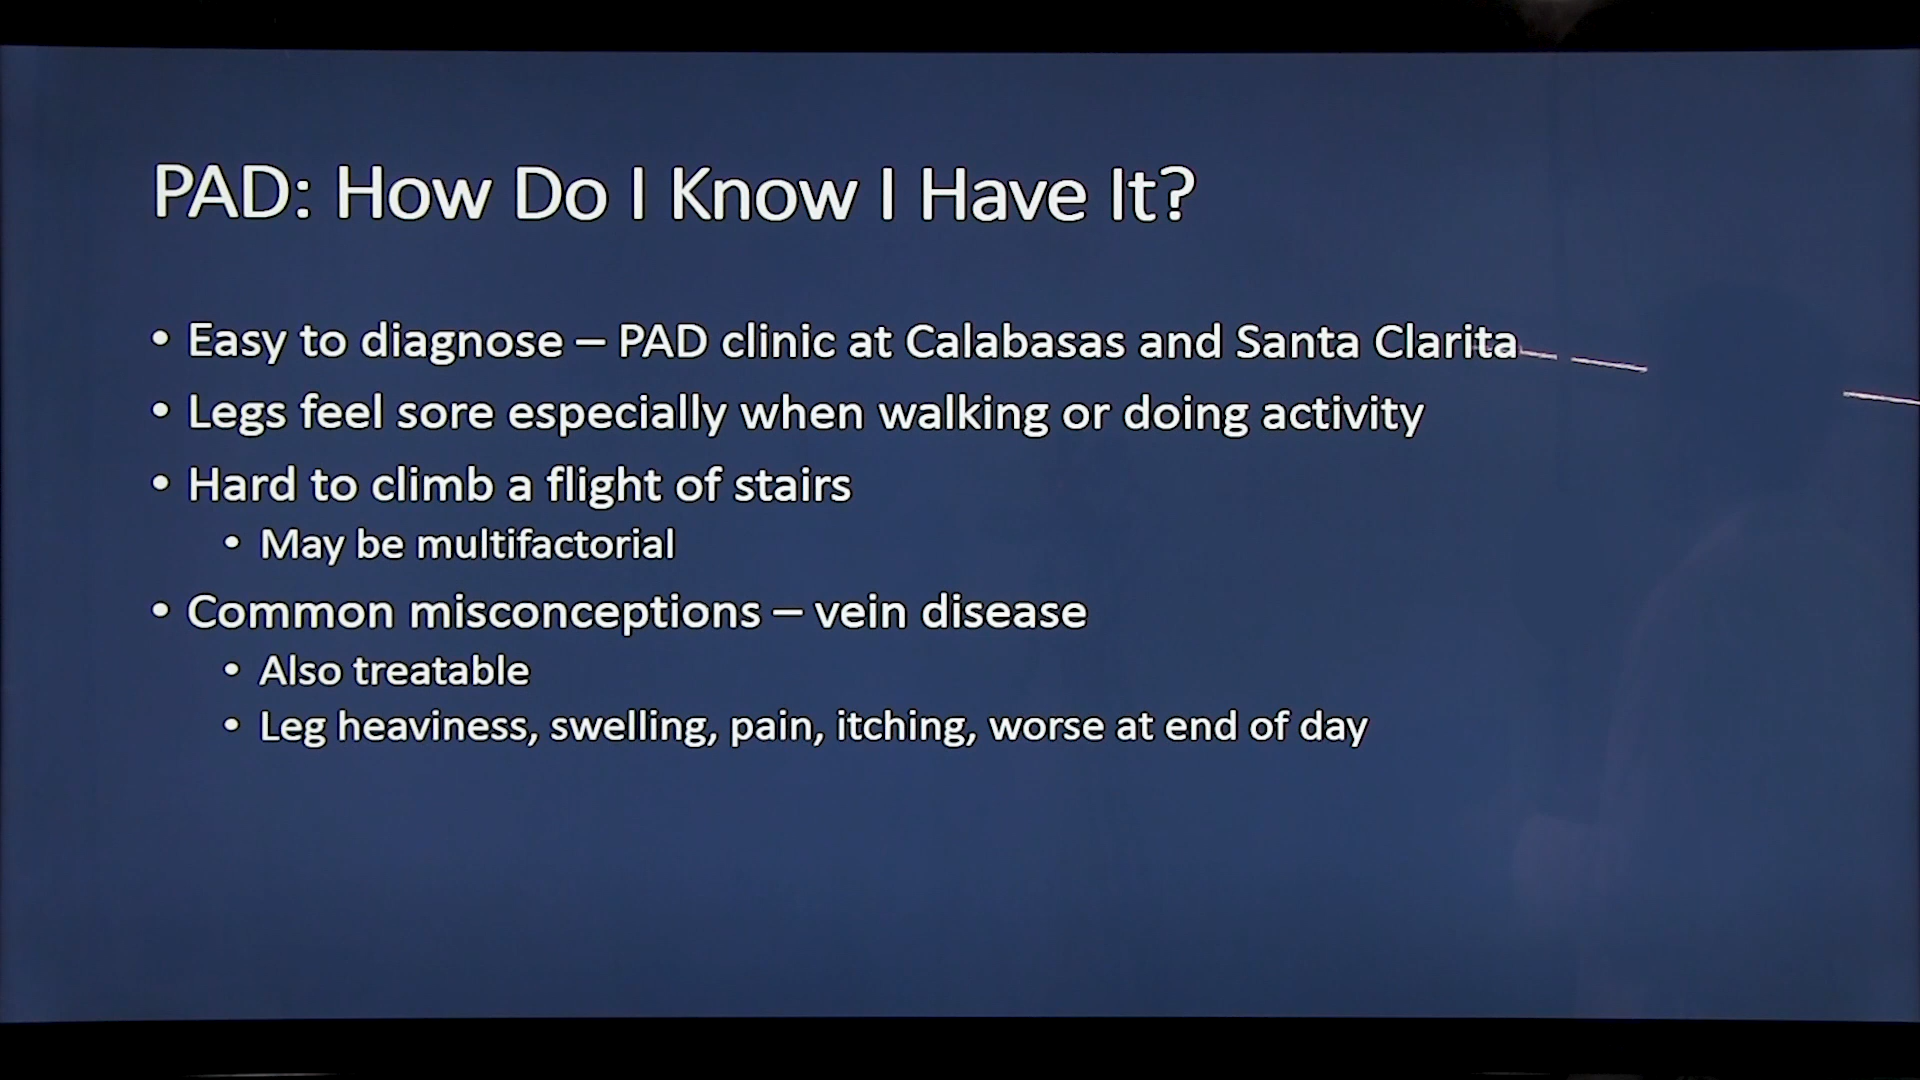 PAD: How Do I Know I Have It?
• Easy to diagnose – PAD clinic at Calabasas and Santa Clarita
• Legs feel sore especially when walking or doing activity
• Hard to climb a flight of stairs
• May be multifactorial
• Common misconceptions – vein disease
• Also treatable
• Leg heaviness, swelling, pain, itching, worse at end of day